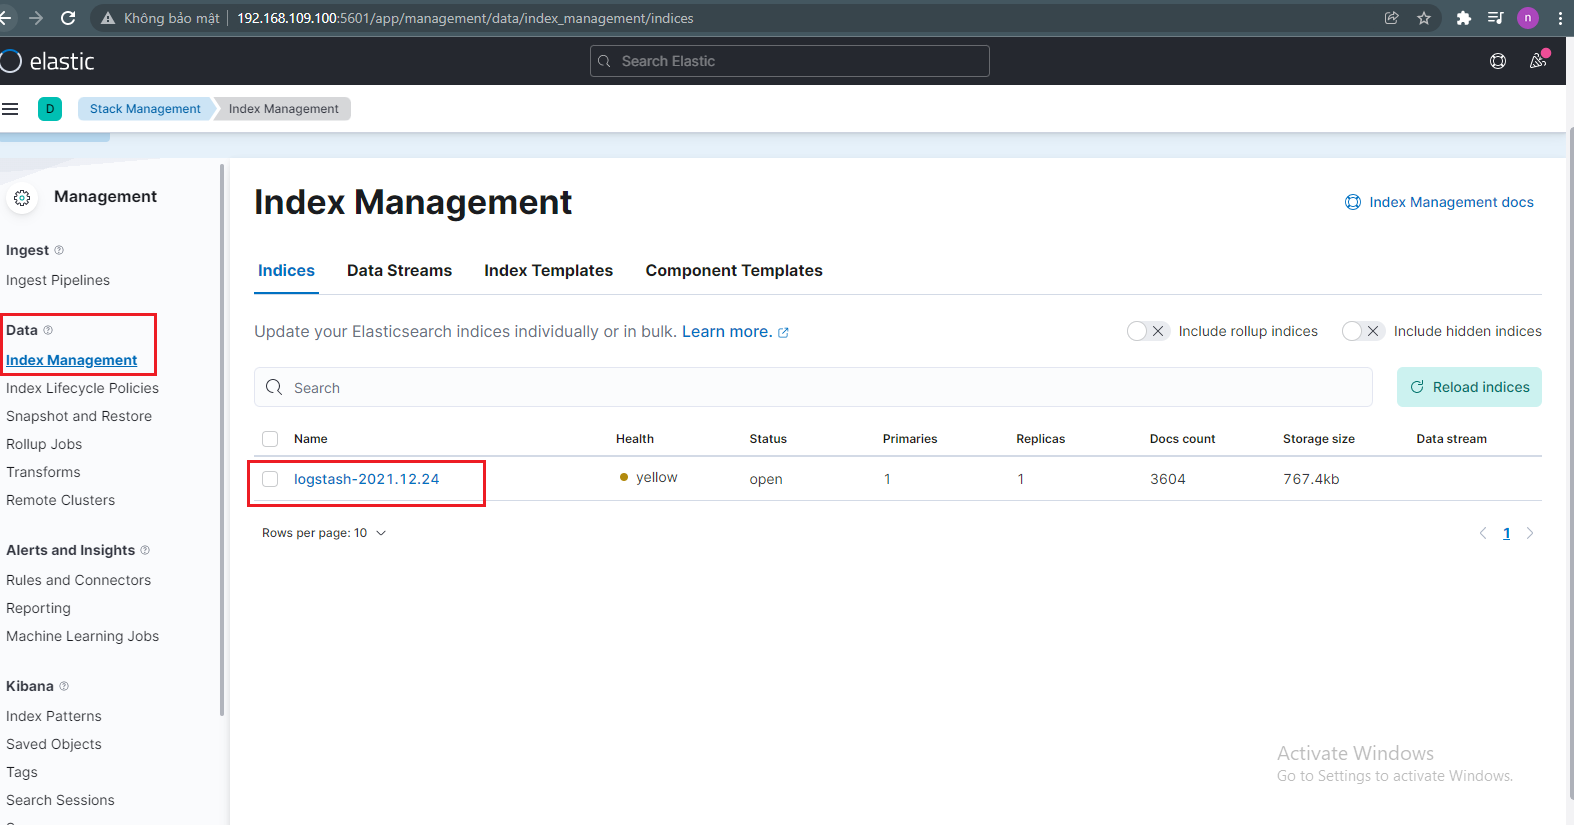 Không bảo mật 192.168.109.100:5601/app/management/data/index_management/indices
n
elastic
Search Elastic
D Stack Management Index Management
Management
Ingest
Ingest Pipelines
Data
Index Management
Index Lifecycle Policies
Snapshot and Restore
Rollup Jobs
Transforms
Remote Clusters
Alerts and Insights
Rules and Connectors
Reporting
Machine Learning Jobs
Kibana
Index Patterns
Saved Objects
Tags
Search Sessions
Index Management
Index Management docs
Indices Data Streams Index Templates Component Templates
Update your Elasticsearch indices individually or in bulk. Learn more.
Include rollup indices Include hidden indices
Search
Reload indices
Name Health Status Primaries Replicas Docs count Storage size Data stream
logstash-2021.12.24 yellow open 1 1 3604 767.4kb
Rows per page: 10
1
Activate Windows
Go to Settings to activate Windows.